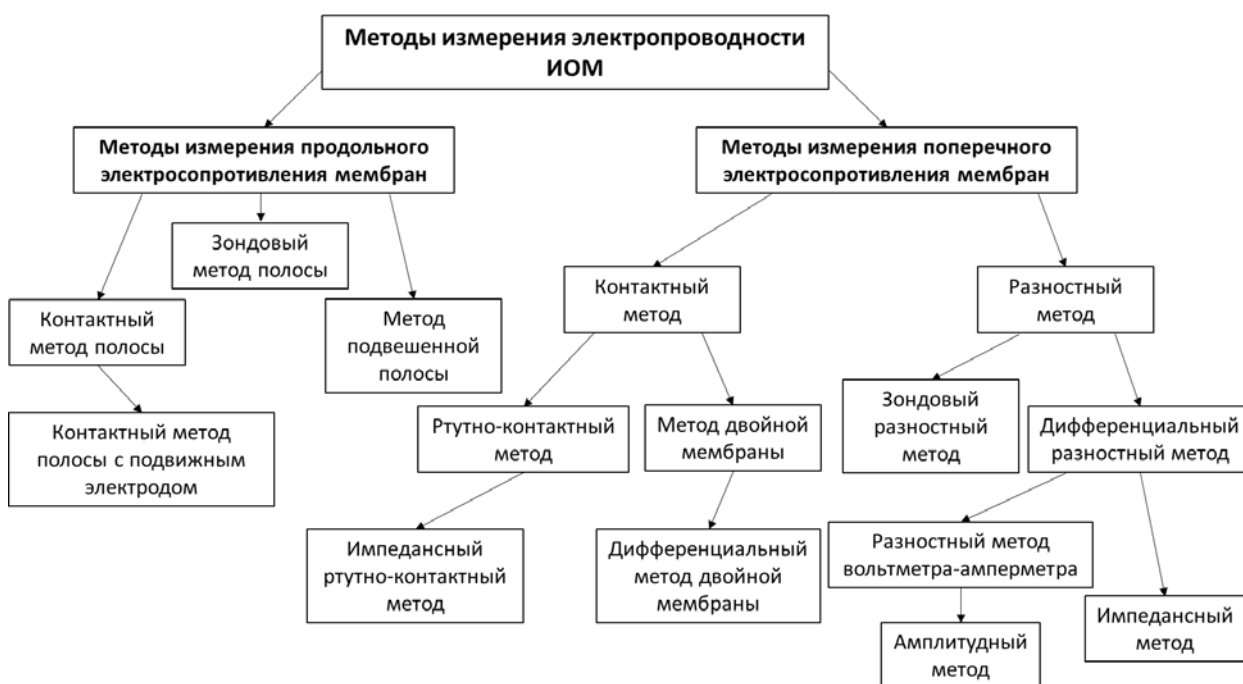 Методы измерения электропроводности
ИОМ
Методы измерения продольного
электросопротивления мембран
Методы измерения поперечного
электросопротивления мембран
Зондовый
метод полосы
Контактный
метод полосы
Метод
подвешенной
полосы
Контактный метод
полосы с подвижным
электродом
Контактный
метод
Разностный
метод
Ртутно-контактный
метод
Метод двойной
мембраны
Зондовый
разностный
метод
Дифференциальный
разностный метод
Импедансный
ртутно-контактный
метод
Дифференциальный
метод двойной
мембраны
Разностный метод
вольтметра-амперметра
Амплитудный
метод
Импедансный
метод